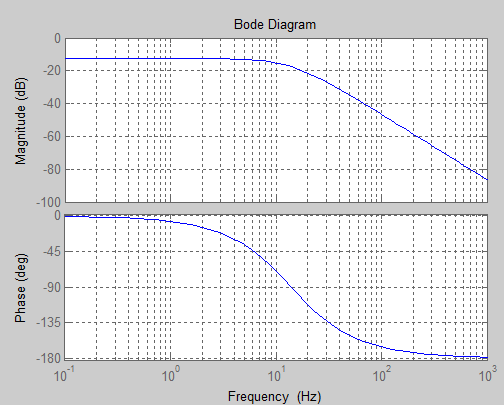 Bode Diagram
Magnitude (dB)
0
-20
-40
-60
-80
-100
Phase (deg)
0
-45
-90
-135
-180
10^-1 10^0 10^1 10^2 10^3
Frequency (Hz)